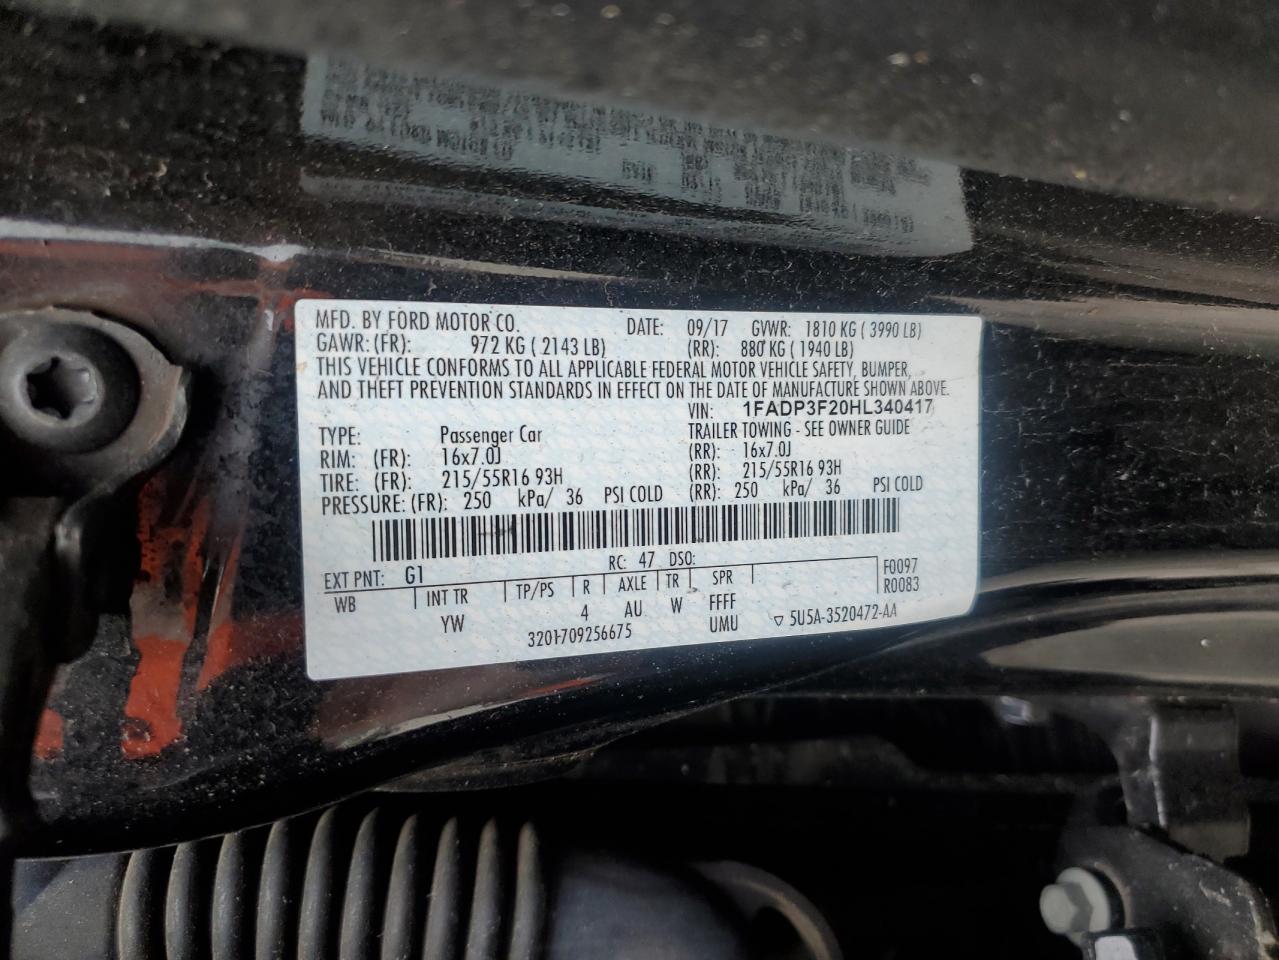 MFD. BY FORD MOTOR CO. DATE: 09/17 GVWR: 1810 KG ( 3990 LB)
GAWR: (FR): 972 KG ( 2143 LB) (RR): 880 KG ( 1940 LB)
THIS VEHICLE CONFORMS TO ALL APPLICABLE FEDERAL MOTOR VEHICLE SAFETY, BUMPER,
AND THEFT PREVENTION STANDARDS IN EFFECT ON THE DATE OF MANUFACTURE SHOWN ABOVE.
VIN: 1FADP3F20HL340417
TYPE: Passenger Car TRAILER TOWING - SEE OWNER GUIDE
RIM: (FR): 16x7.0J (RR): 16x7.0J
TIRE: (FR): 215/55R16 93H (RR): 215/55R16 93H
PRESSURE: (FR): 250 kPa/ 36 PSI COLD (RR): 250 kPa/ 36 PSI COLD
EXT PNT: G1 RC: 47 DSO: F0097
WB INT TR TP/PS R AXLE TR SPR R0083
YW 4 AU W FFFF
3201-709256675 UMU ▽ 5U5A-3520472-AA